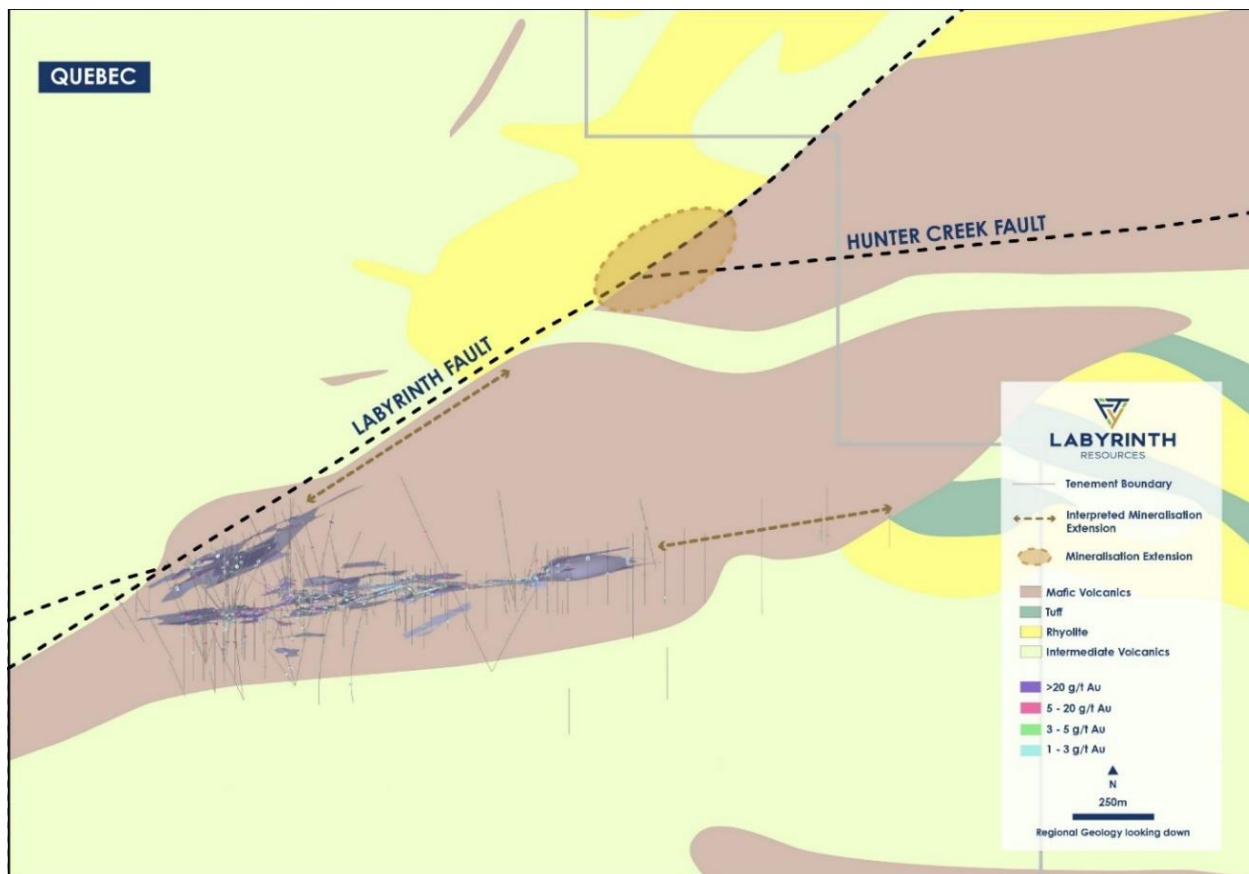 QUEBEC
HUNTER CREEK FAULT
LABYRINTH FAULT
LABYRINTH
RESOURCES
Tenement Boundary
Interpreted Mineralisation
Extension
Mineralisation Extension
Mafic Volcanics
Tuff
Rhyolite
Intermediate Volcanics
>20 g/t Au
5 - 20 g/t Au
3 - 5 g/t Au
1 - 3 g/t Au
N
250m
Regional Geology looking down